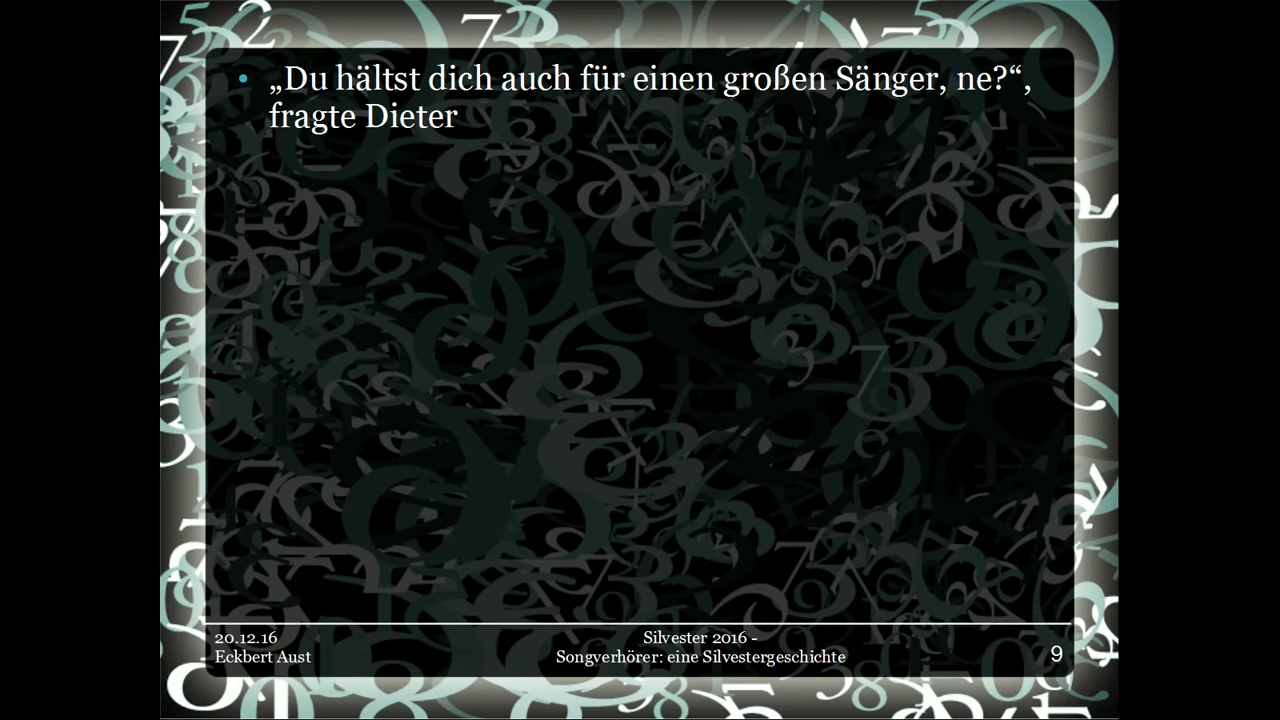 „Du hältst dich auch für einen großen Sänger, ne?“,
fragte Dieter
20.12.16
Eckbert Aust
Silvester 2016 -
Songverhörer: eine Silvestergeschichte
9